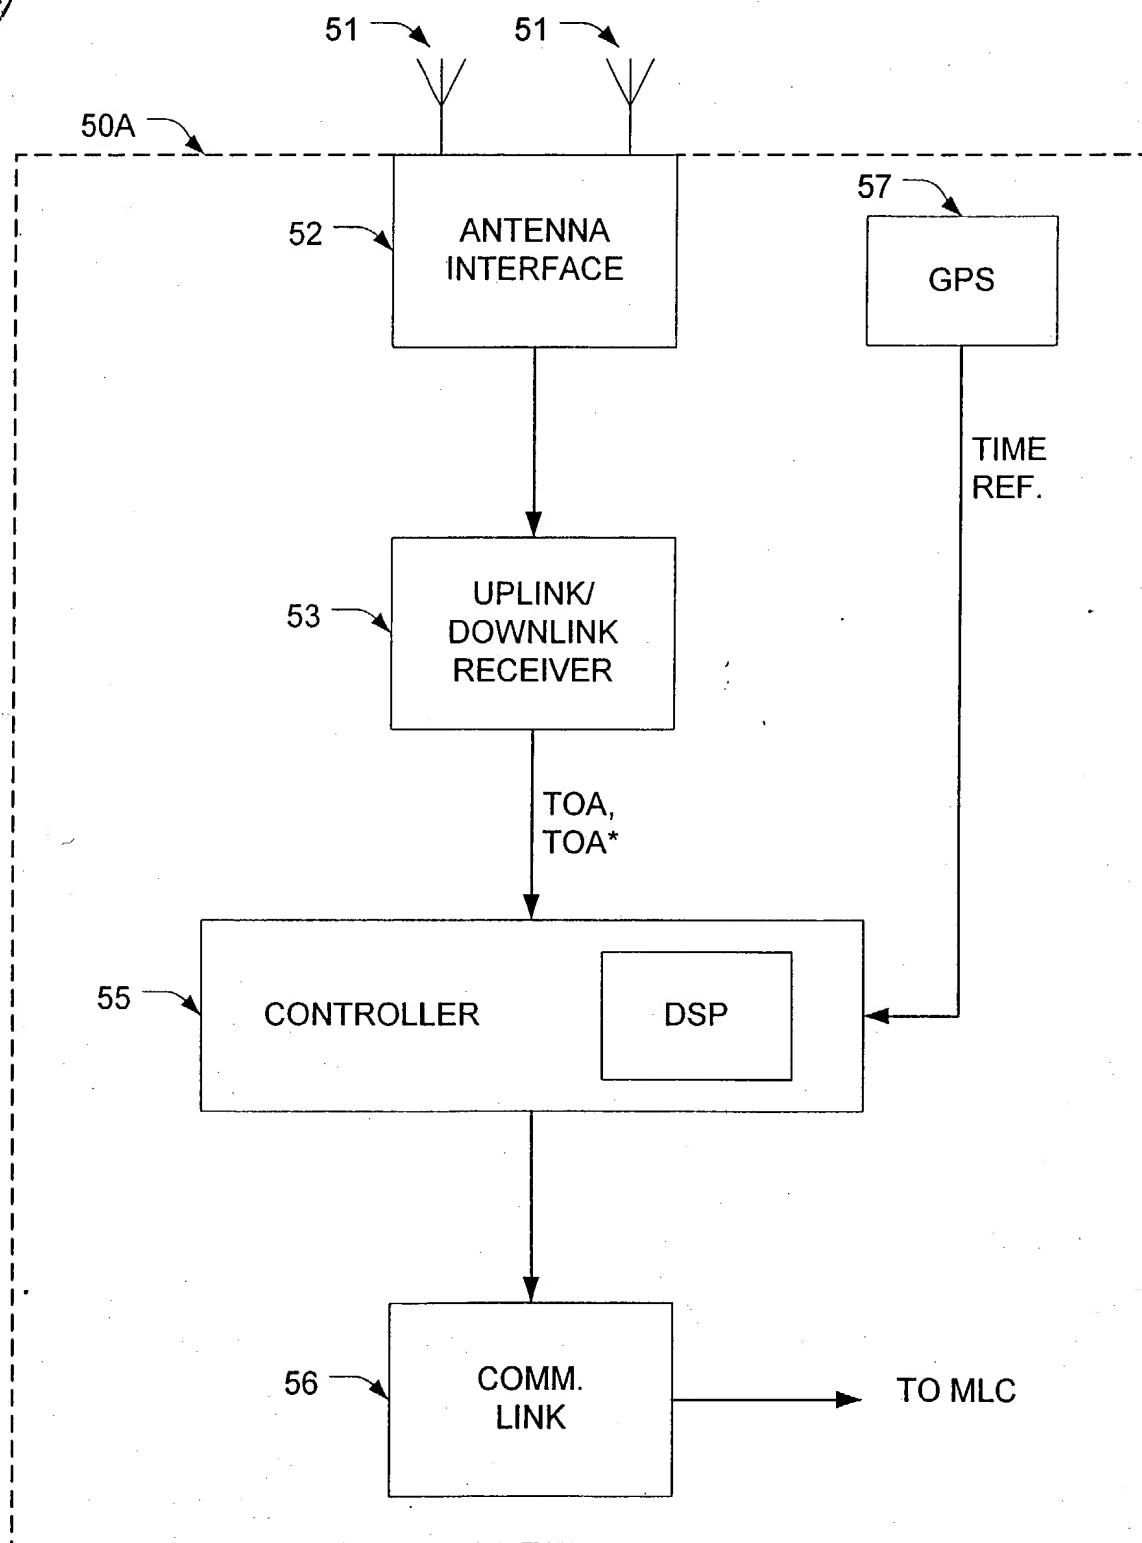 51
51
50A
57
52
ANTENNA
INTERFACE
GPS
TIME
REF.
53
UPLINK/
DOWNLINK
RECEIVER
TOA,
TOA*
55
CONTROLLER
DSP
56
COMM.
LINK
TO MLC